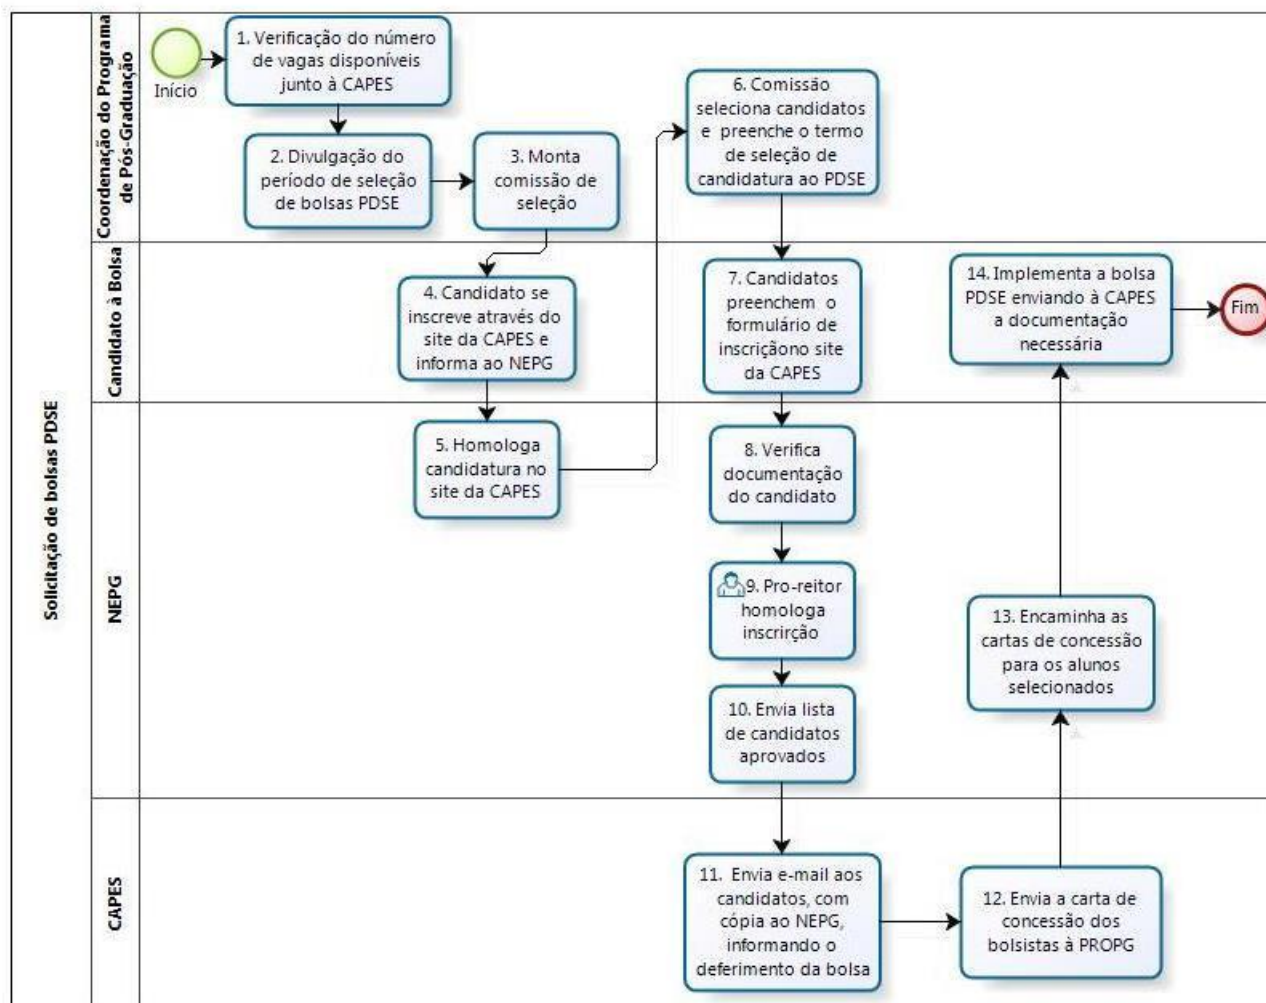 Solicitação de bolsas PDSE
Coordenação do Programa
de Pós-Graduação
Início
1. Verificação do número
de vagas disponíveis
junto à CAPES
2. Divulgação do
período de seleção
de bolsas PDSE
3. Monta
comissão de
seleção
6. Comissão
seleciona candidatos
e preenche o termo
de seleção de
candidatura ao PDSE
Candidato à Bolsa
4. Candidato se
inscreve através do
site da CAPES e
informa ao NEPG
7. Candidatos
preenchem o
formulário de
inscriçãono site
da CAPES
14. Implementa a bolsa
PDSE enviando à CAPES
a documentação
necessária
Fim
NEPG
5. Homologa
candidatura no
site da CAPES
8. Verifica
documentação
do candidato
9. Pro-reitor
homologa
inscrirção
10. Envia lista
de candidatos
aprovados
13. Encaminha as
cartas de concessão
para os alunos
selecionados
CAPES
11. Envia e-mail aos
candidatos, com
cópia ao NEPG,
informando o
deferimento da bolsa
12. Envia a carta de
concessão dos
bolsistas à PROPG